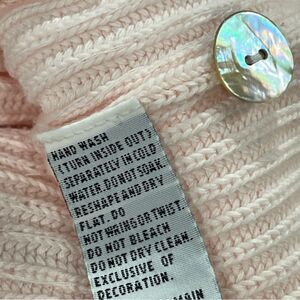 HAND WASH
(TURN INSIDE OUT)
SEPARATELY IN COLD
WATER.DO NOT SOAK.
RESHAPE AND DRY
FLAT. DO
NOT WRING OR TWIST.
DO NOT BLEACH
DO NOT DRY CLEAN.
EXCLUSIVE OF
DECORATION.